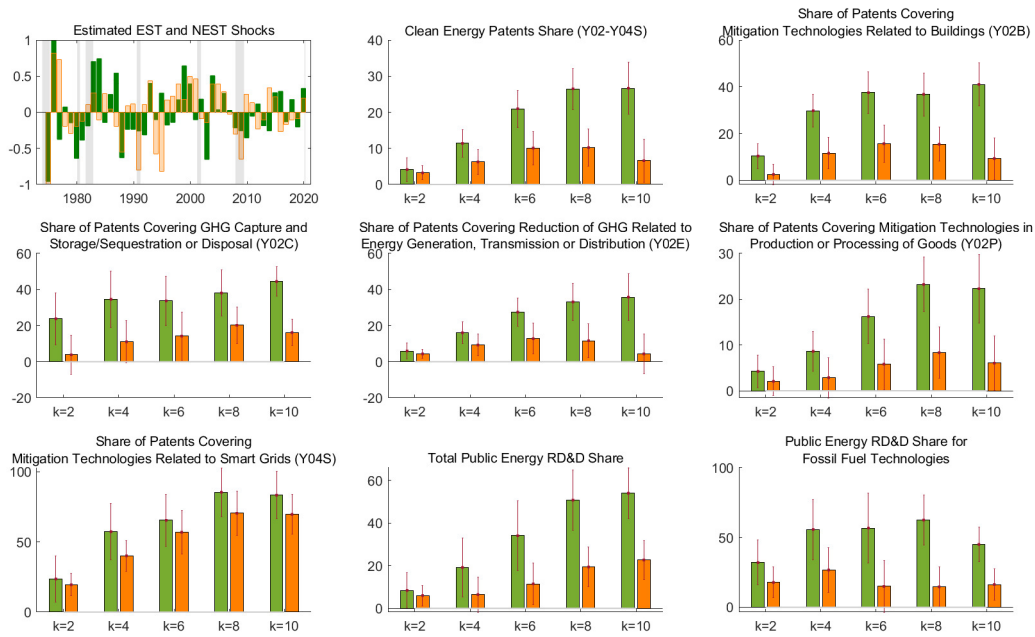 Estimated EST and NEST Shocks
1
0.5
0
-0.5
-1
1980 1990 2000 2010 2020
Clean Energy Patents Share (Y02-Y04S)
40
30
20
10
0
k=2 k=4 k=6 k=8 k=10
Share of Patents Covering
Mitigation Technologies Related to Buildings (Y02B)
60
40
20
0
k=2 k=4 k=6 k=8 k=10
Share of Patents Covering GHG Capture and
Storage/Sequestration or Disposal (Y02C)
60
40
20
0
-20
k=2 k=4 k=6 k=8 k=10
Share of Patents Covering Reduction of GHG Related to
Energy Generation, Transmission or Distribution (Y02E)
60
40
20
0
-20
k=2 k=4 k=6 k=8 k=10
Share of Patents Covering Mitigation Technologies in
Production or Processing of Goods (Y02P)
30
20
10
0
k=2 k=4 k=6 k=8 k=10
Share of Patents Covering
Mitigation Technologies Related to Smart Grids (Y04S)
100
50
0
k=2 k=4 k=6 k=8 k=10
Total Public Energy RD&D Share
60
40
20
0
k=2 k=4 k=6 k=8 k=10
Public Energy RD&D Share for
Fossil Fuel Technologies
100
50
0
k=2 k=4 k=6 k=8 k=10